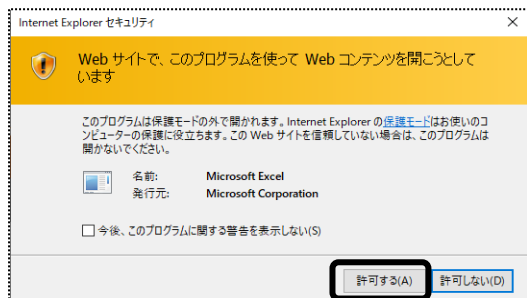 Internet Explorer セキュリティ
Web サイトで、このプログラムを使って Web コンテンツを開こうとして
います
このプログラムは保護モードの外で開かれます。Internet Explorer の保護モードはお使いのコ
ンピューターの保護に役立ちます。この Web サイトを信頼していない場合は、このプログラムは
開かないでください。
名前: Microsoft Excel
発行元: Microsoft Corporation
今後、このプログラムに関する警告を表示しない(S)
許可する(A) 許可しない(D)